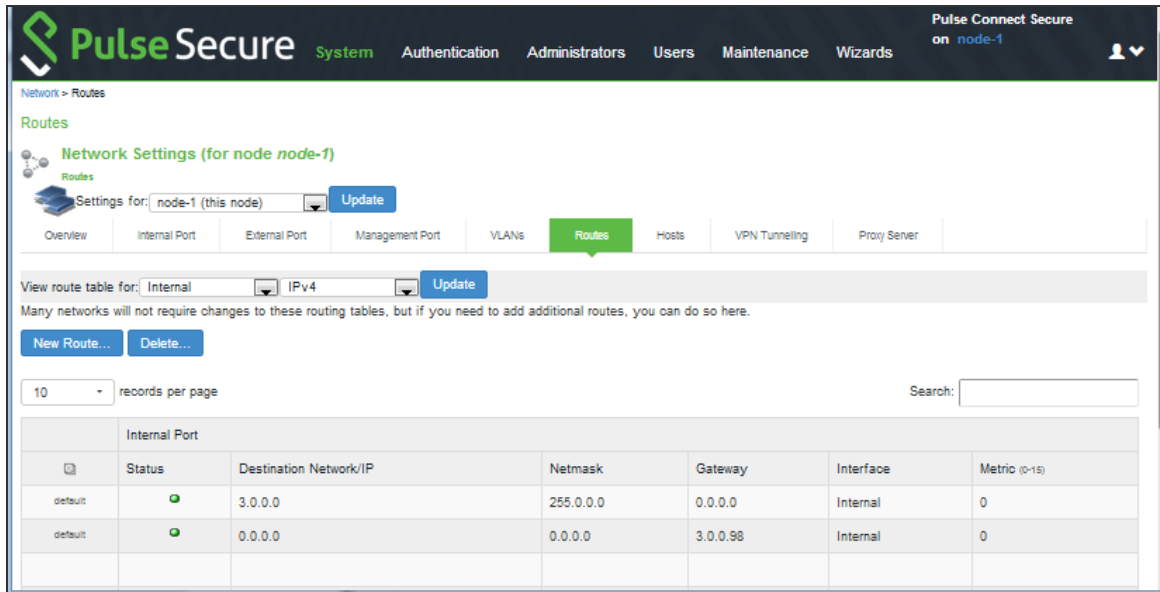 Pulse Secure
System Authentication Administrators Users Maintenance Wizards
Pulse Connect Secure
on node-1
Network > Routes
Routes
Network Settings (for node node-1)
Routes
Settings for: node-1 (this node) Update
Overview Internal Port External Port Management Port VLANs Routes Hosts VPN Tunneling Proxy Server
View route table for: Internal IPv4 Update
Many networks will not require changes to these routing tables, but if you need to add additional routes, you can do so here.
New Route... Delete...
10 records per page Search:
Internal Port
Status Destination Network/IP Netmask Gateway Interface Metric (0-15)
default 3.0.0.0 255.0.0.0 0.0.0.0 Internal 0
default 0.0.0.0 0.0.0.0 3.0.0.98 Internal 0